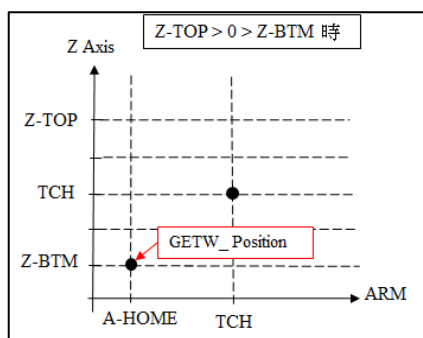 Z-TOP > 0 > Z-BTM 時
Z Axis
Z-TOP
TCH
GETW_ Position
Z-BTM
ARM
A-HOME
TCH